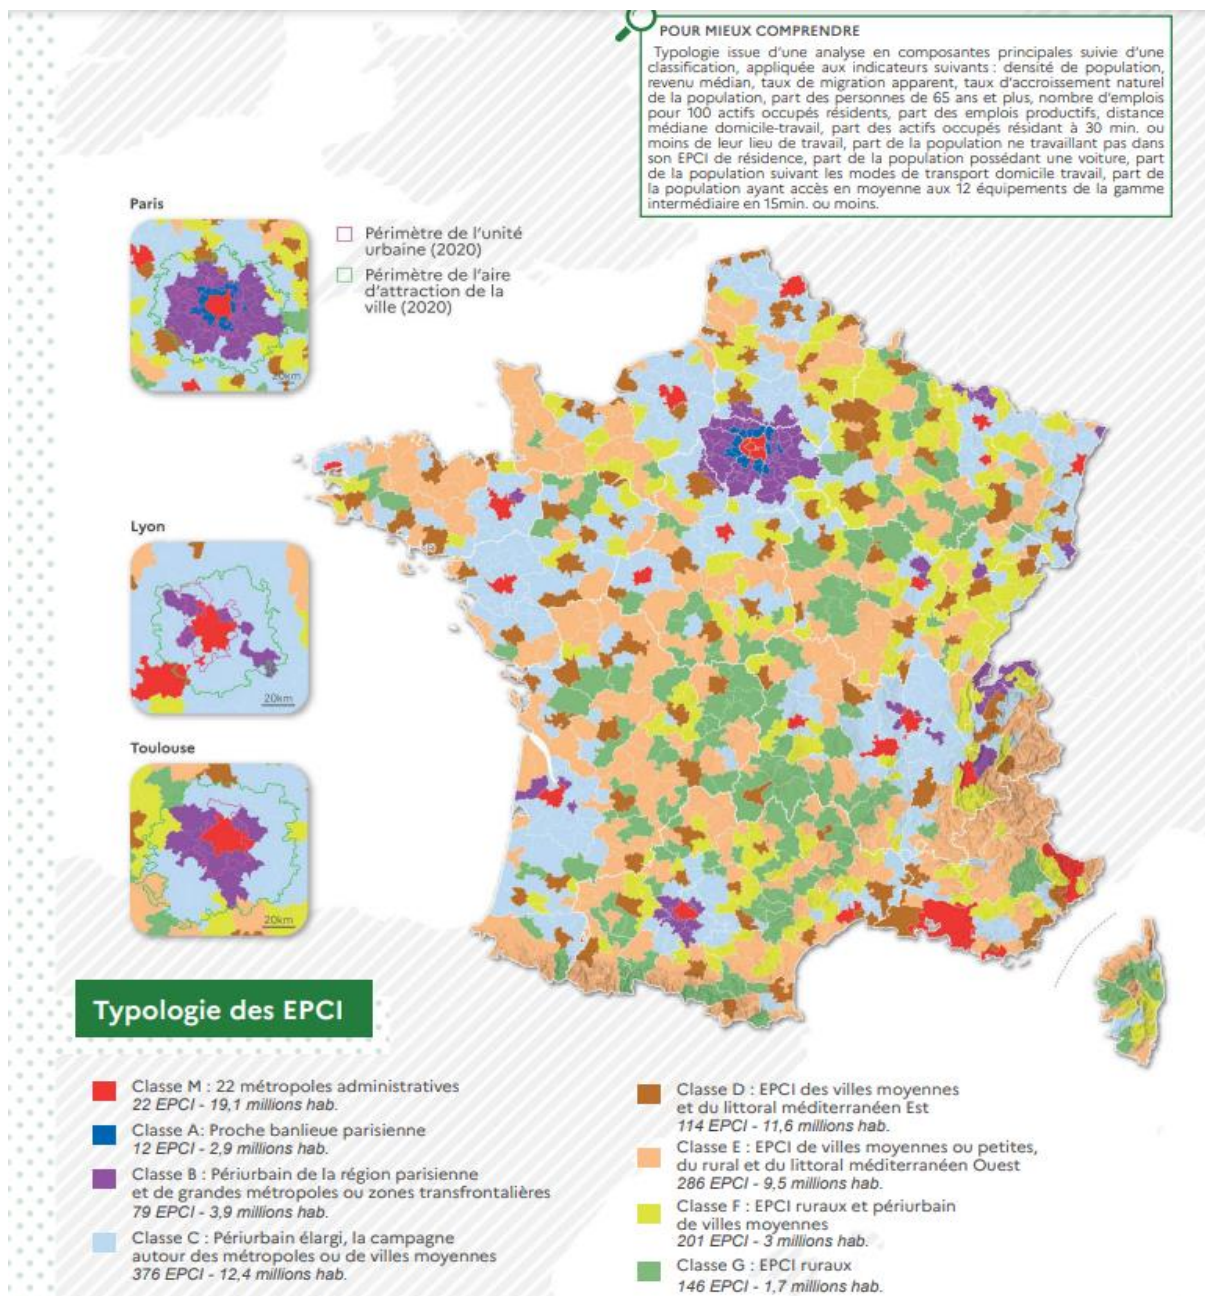 POUR MIEUX COMPRENDRE
Typologie issue d'une analyse en composantes principales suivie d'une
classification, appliquée aux indicateurs suivants : densité de population,
revenu médian, taux de migration apparent, taux d'accroissement naturel
de la population, part des personnes de 65 ans et plus, nombre d'emplois
pour 100 actifs occupés résidents, part des emplois productifs, distance
médiane domicile-travail, part des actifs occupés résidant à 30 min. ou
moins de leur lieu de travail, part de la population ne travaillant pas dans
son EPCI de résidence, part de la population possédant une voiture, part
de la population suivant les modes de transport domicile travail, part de
la population ayant accès en moyenne aux 12 équipements de la gamme
intermédiaire en 15min. ou moins.
Paris
20km
Périmètre de l'unité
urbaine (2020)
Périmètre de l'aire
d'attraction de la
ville (2020)
Lyon
20km
Toulouse
20km
Typologie des EPCI
Classe M : 22 métropoles administratives
22 EPCI - 19,1 millions hab.
Classe A: Proche banlieue parisienne
12 EPCI - 2,9 millions hab.
Classe B : Périurbain de la région parisienne
et de grandes métropoles ou zones transfrontalières
79 EPCI - 3,9 millions hab.
Classe C : Périurbain élargi, la campagne
autour des métropoles ou de villes moyennes
376 EPCI - 12,4 millions hab.
Classe D : EPCI des villes moyennes
et du littoral méditerranéen Est
114 EPCI - 11,6 millions hab.
Classe E : EPCI de villes moyennes ou petites,
du rural et du littoral méditerranéen Ouest
286 EPCI - 9,5 millions hab.
Classe F : EPCI ruraux et périurbain
de villes moyennes
201 EPCI - 3 millions hab.
Classe G : EPCI ruraux
146 EPCI - 1,7 millions hab.